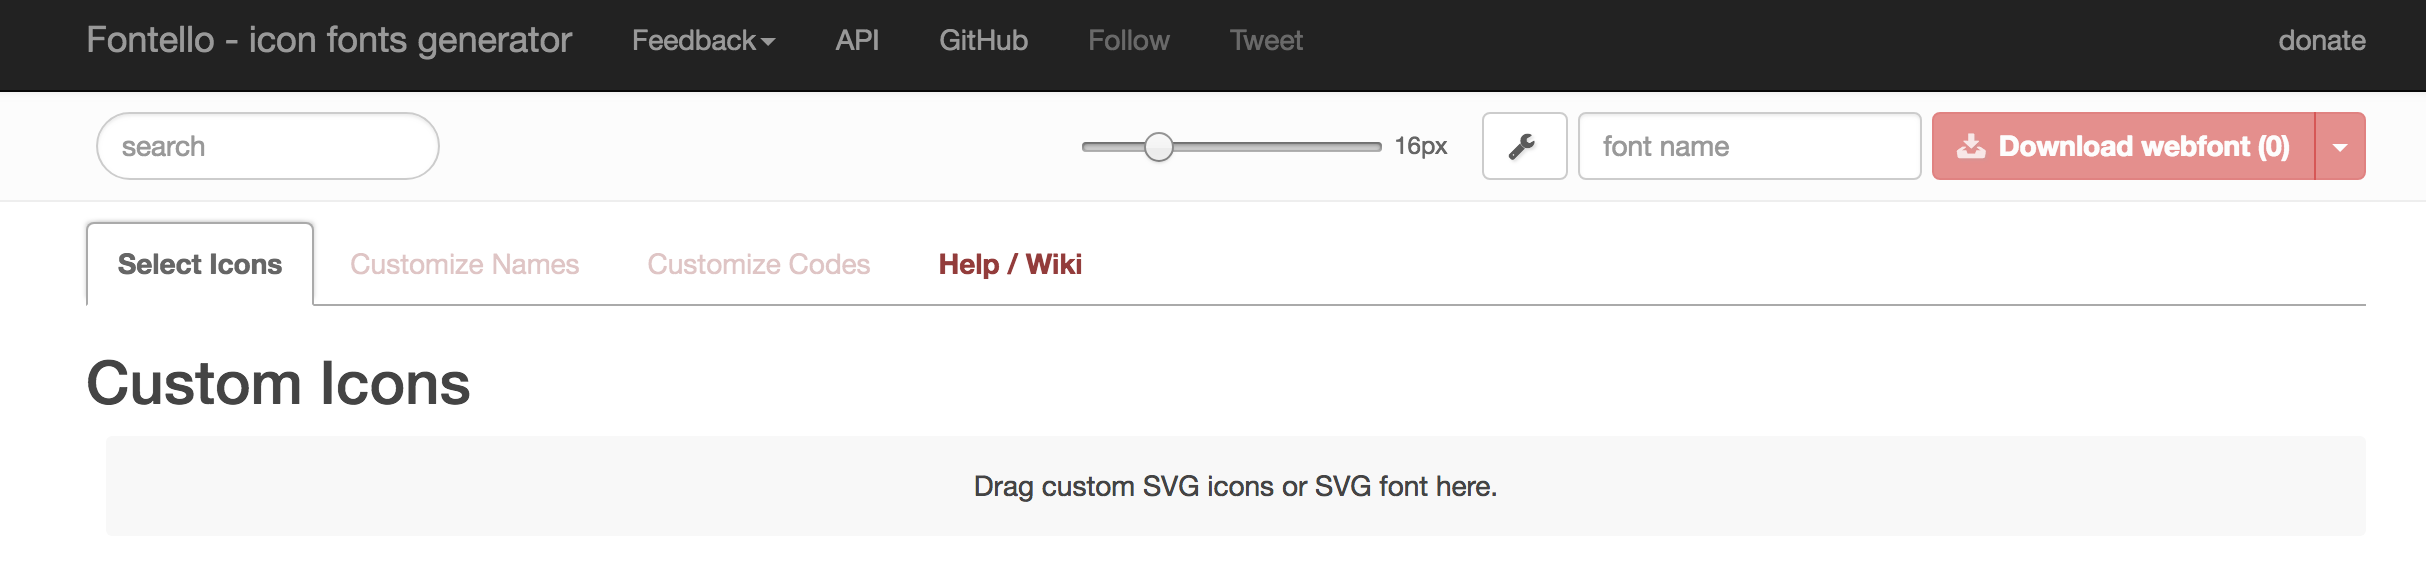 Fontello - icon fonts generator Feedback API GitHub Follow Tweet donate
search 16px font name Download webfont (0)
Select Icons Customize Names Customize Codes Help / Wiki
Custom Icons
Drag custom SVG icons or SVG font here.